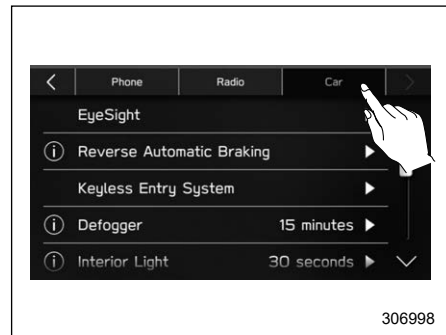 Phone Radio Car
EyeSight
Reverse Automatic Braking
Keyless Entry System
Defogger 15 minutes
Interior Light 30 seconds
306998